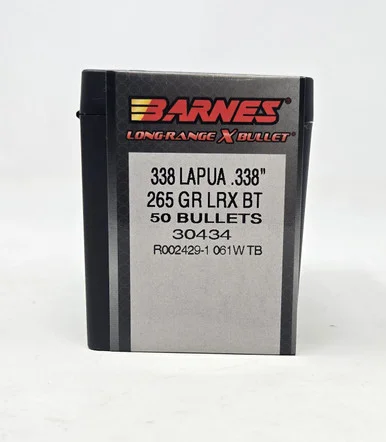 BARNES®
LONG-RANGE X BULLET®
338 LAPUA .338"
265 GR LRX BT
50 BULLETS
30434
R002429-1 061W TB